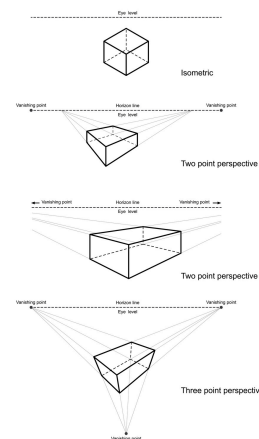 Eye level
Isometric
Vanishing point Horizon line Vanishing point
Eye level
Two point perspective
Vanishing point Horizon line Vanishing point
Eye level
Two point perspective
Vanishing point Horizon line Vanishing point
Eye level
Three point perspectiv
Vanishing point